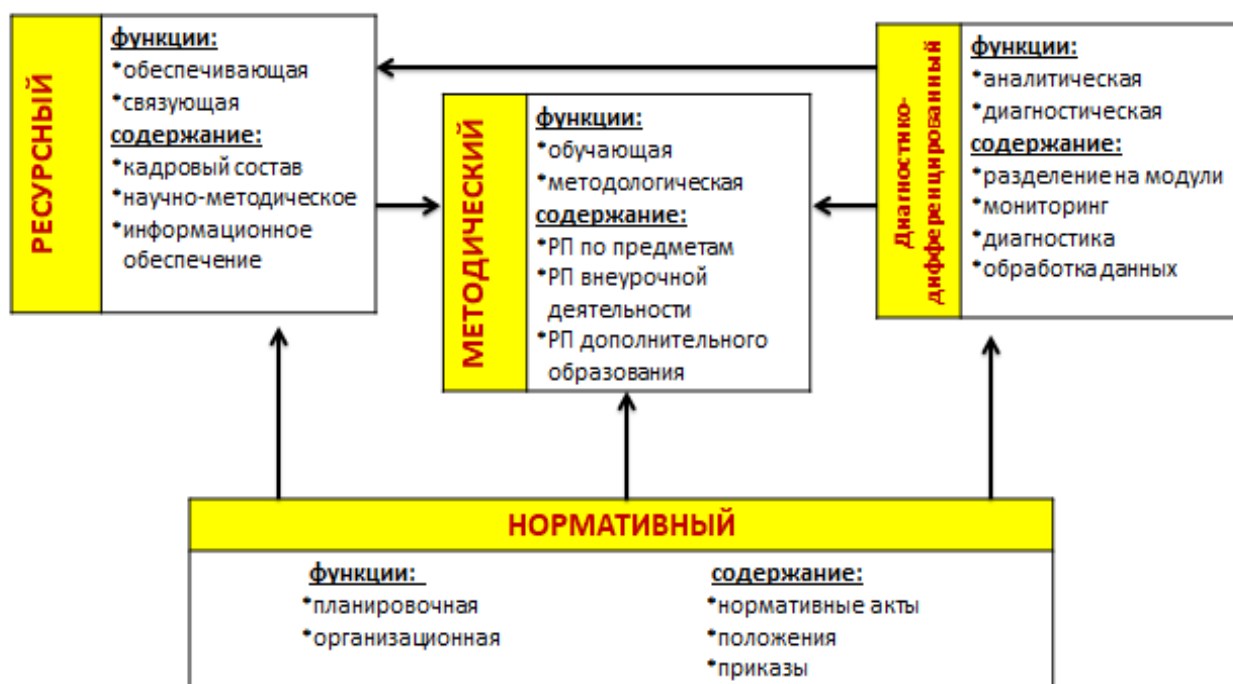 РЕСУРСНЫЙ
функции:
*обеспечивающая
*связующая
содержание:
*кадровый состав
*научно-методическое
*информационное
обеспечение
МЕТОДИЧЕСКИЙ
функции:
*обучающая
*методологическая
содержание:
*РП по предметам
*РП внеурочной
деятельности
*РП дополнительного
образования
Диагностико-
дифференцированный
функции:
*аналитическая
*диагностическая
содержание:
*разделение на модули
*мониторинг
*диагностика
*обработка данных
НОРМАТИВНЫЙ
функции:
*планировочная
*организационная
содержание:
*нормативные акты
*положения
*приказы